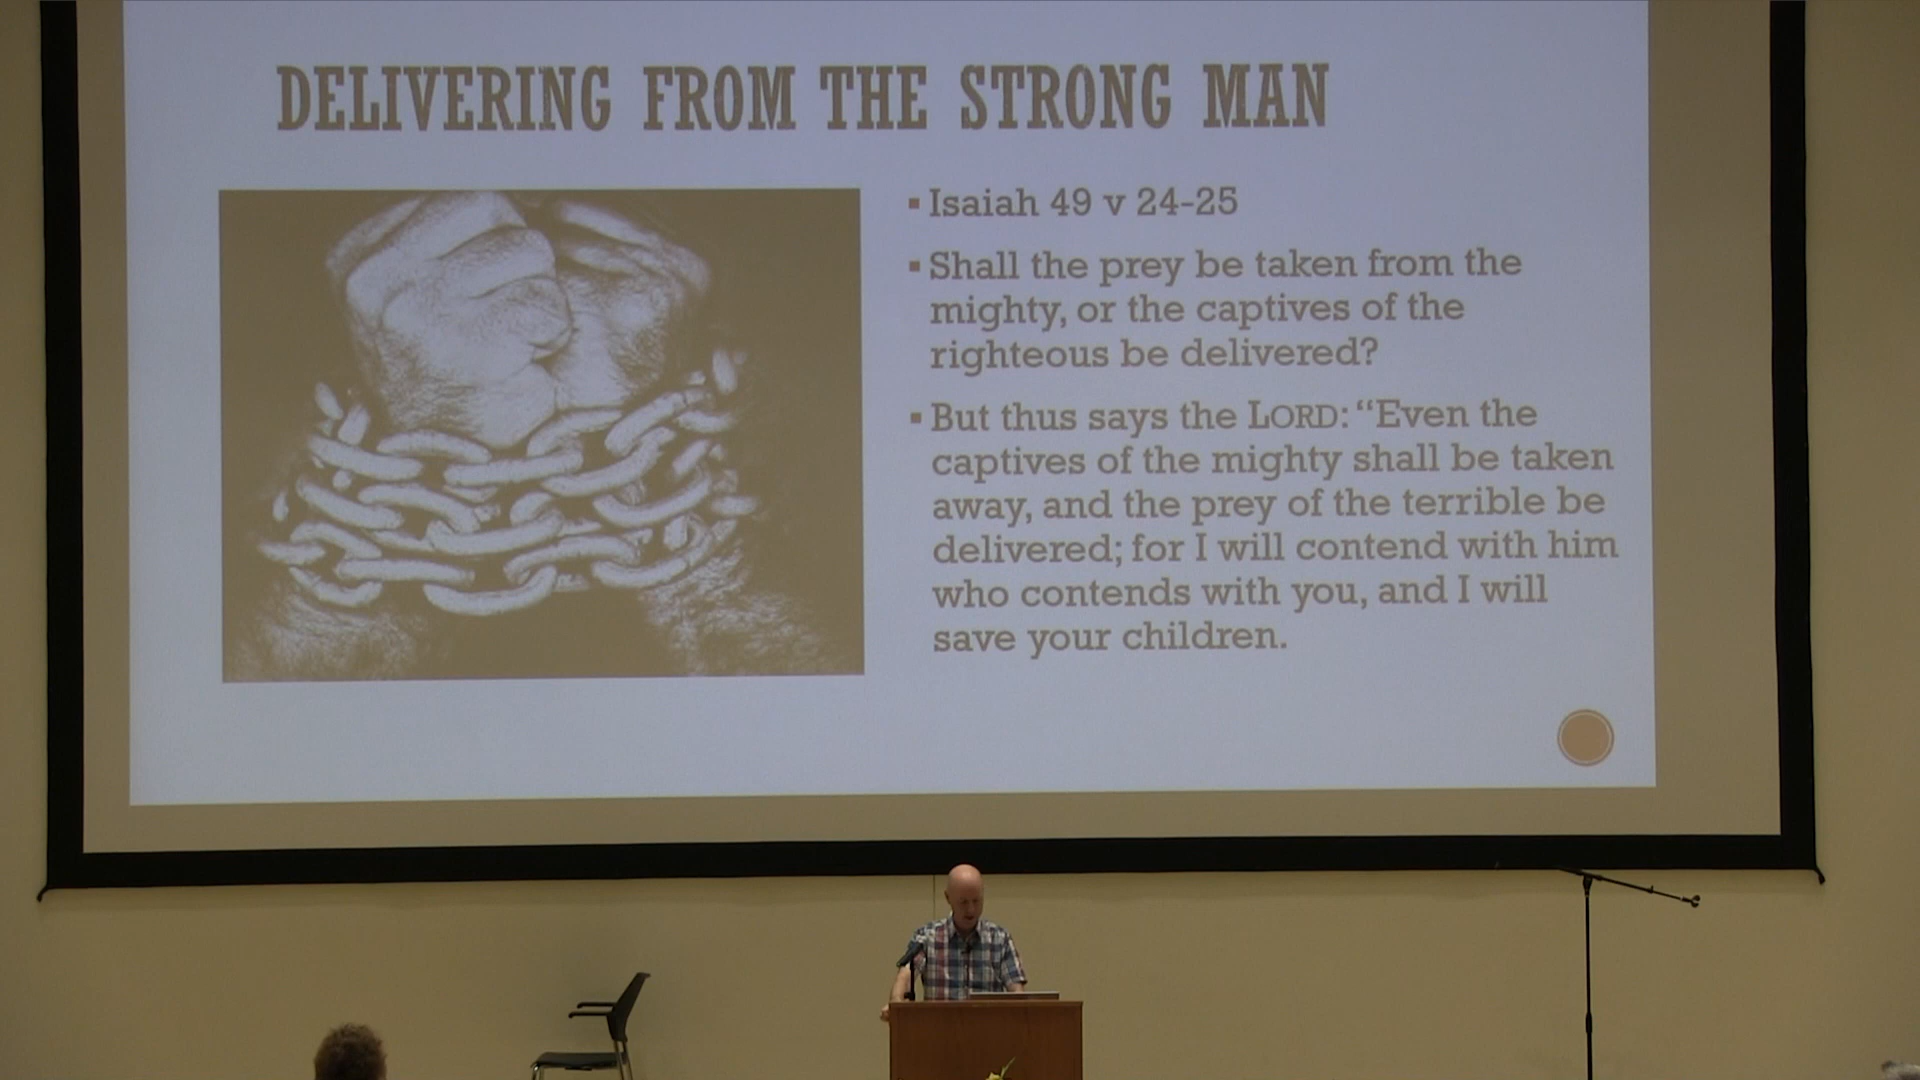 DELIVERING FROM THE STRONG MAN
Isaiah 49 v 24-25
Shall the prey be taken from the
mighty, or the captives of the
righteous be delivered?
But thus says the LORD: “Even the
captives of the mighty shall be taken
away, and the prey of the terrible be
delivered; for I will contend with him
who contends with you, and I will
save your children.